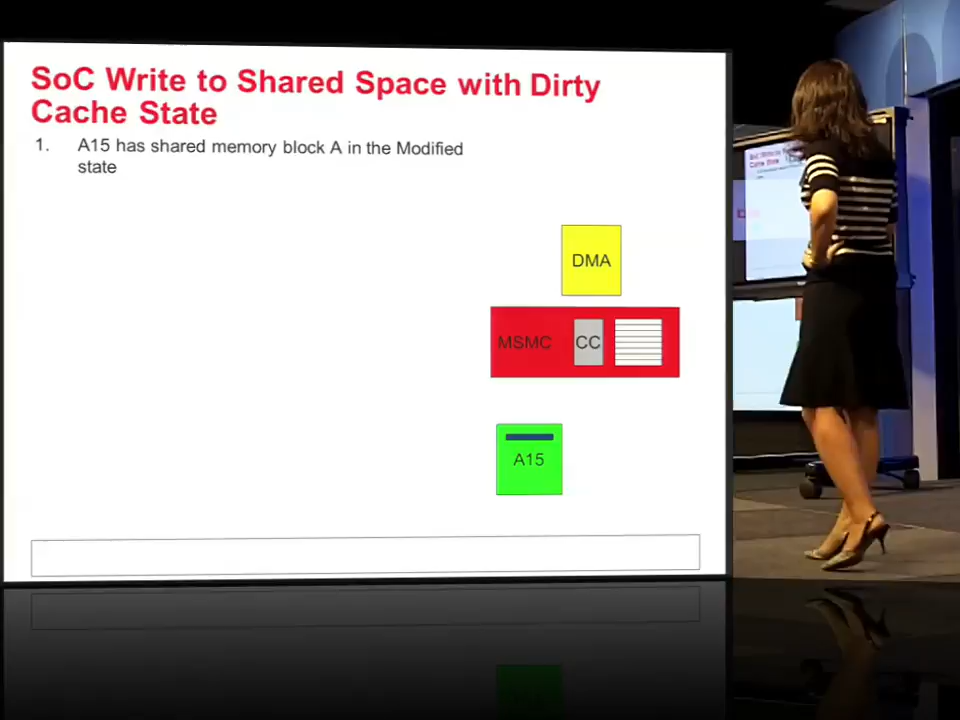 SoC Write to Shared Space with Dirty
Cache State
1. A15 has shared memory block A in the Modified
state
DMA
MSMC
CC
A15